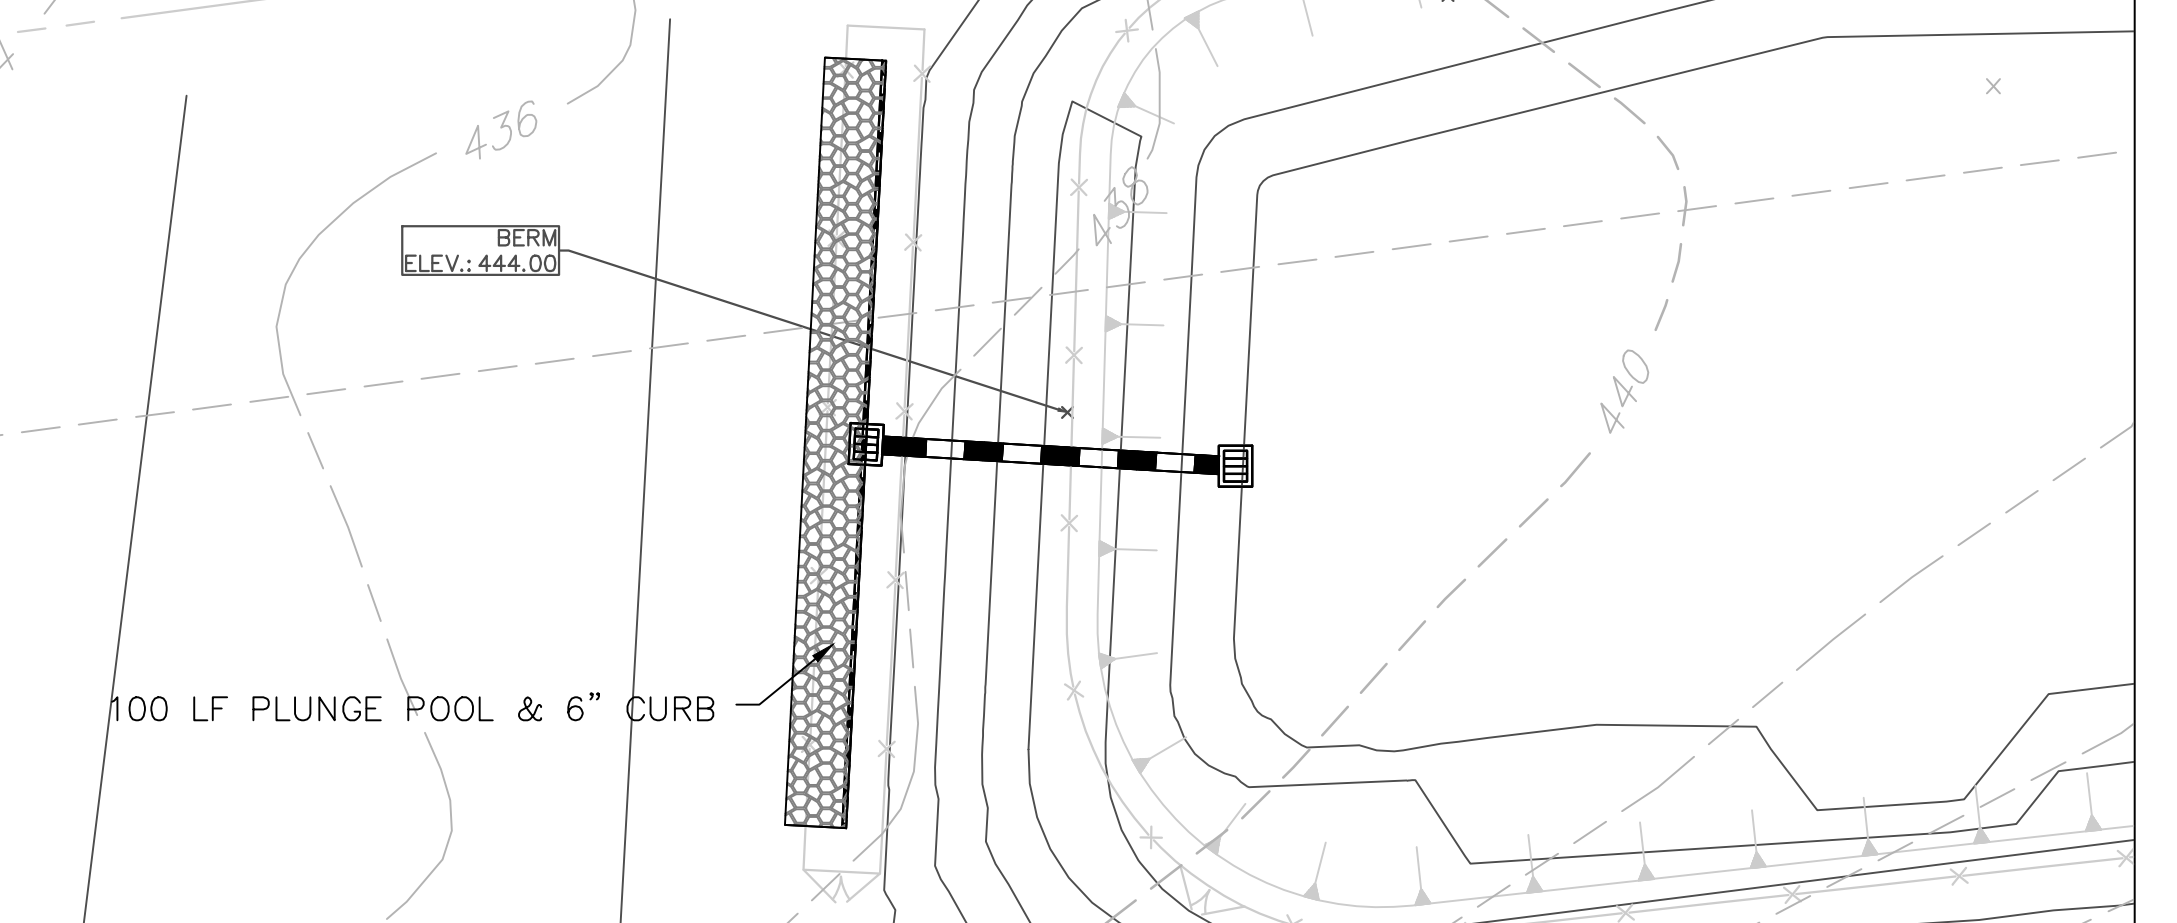 436
BERM
ELEV.: 444.00
438
440
100 LF PLUNGE POOL & 6” CURB